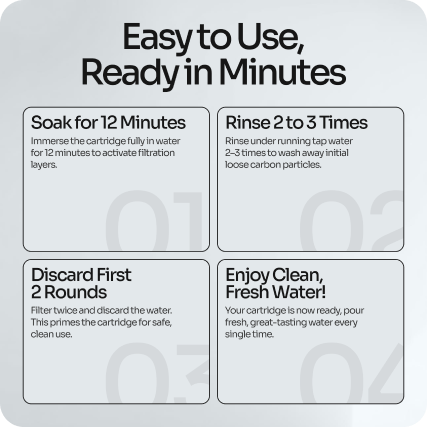 Easy to Use,
Ready in Minutes
Soak for 12 Minutes
Immerse the cartridge fully in water
for 12 minutes to activate filtration
layers.
01
Rinse 2 to 3 Times
Rinse under running tap water
2–3 times to wash away initial
loose carbon particles.
02
Discard First
2 Rounds
Filter twice and discard the water.
This primes the cartridge for safe,
clean use.
03
Enjoy Clean,
Fresh Water!
Your cartridge is now ready, pour
fresh, great-tasting water every
single time.
04